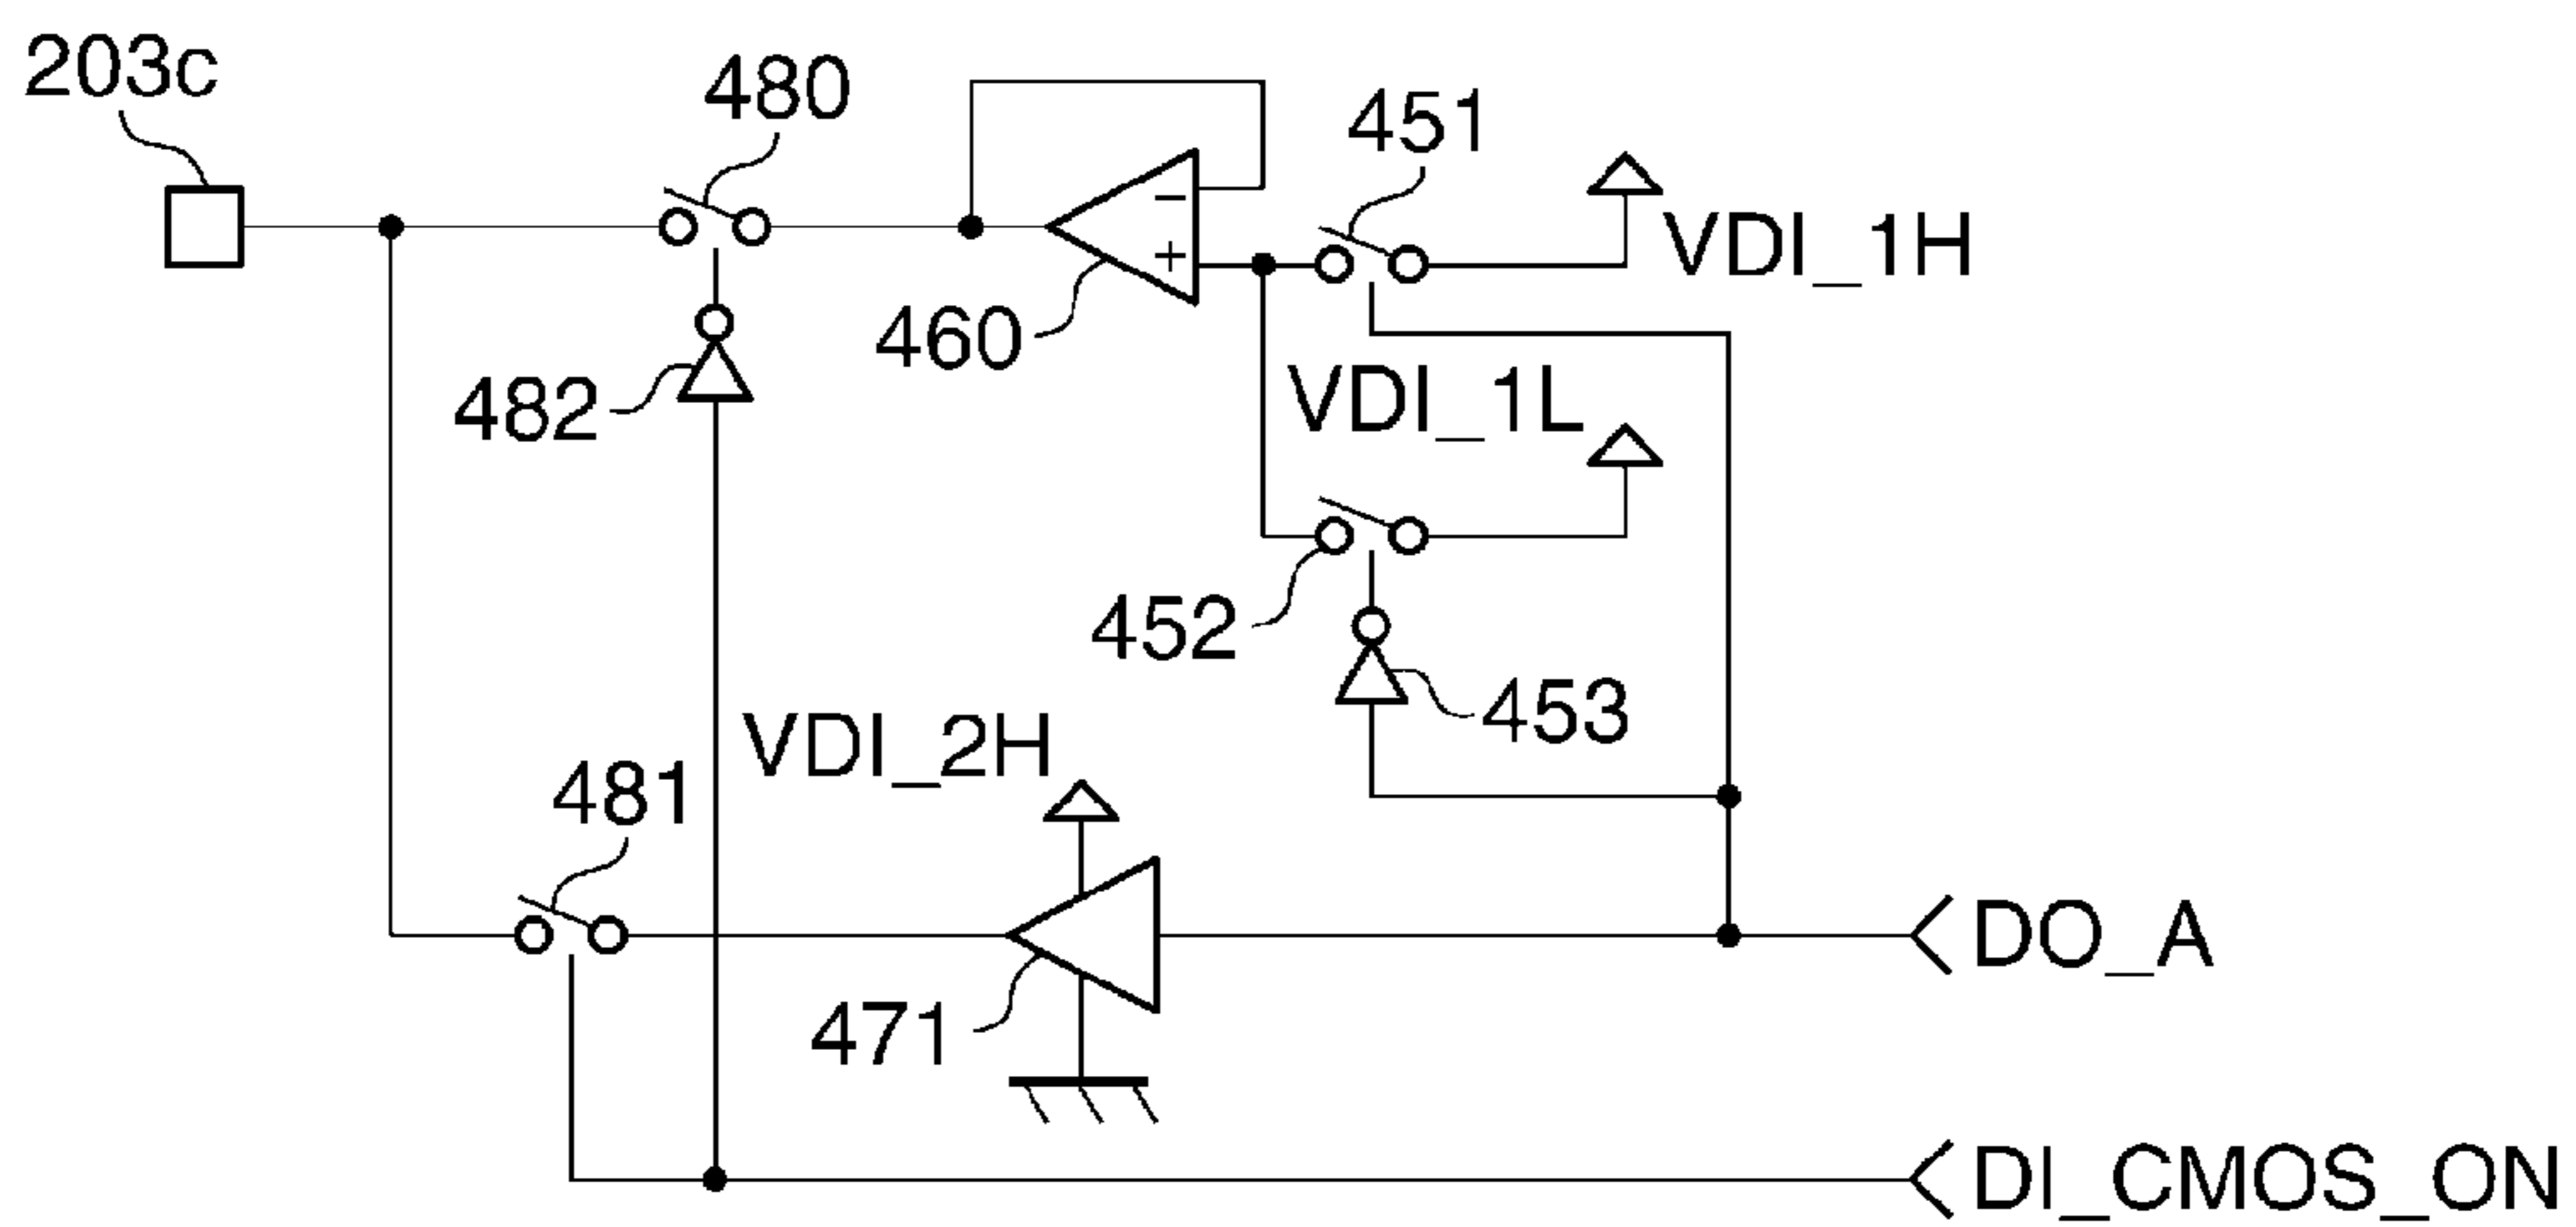 203c
480
451
VDI_1H
−
+
460
482
VDI_1L
452
453
VDI_2H
481
471
DO_A
DI_CMOS_ON